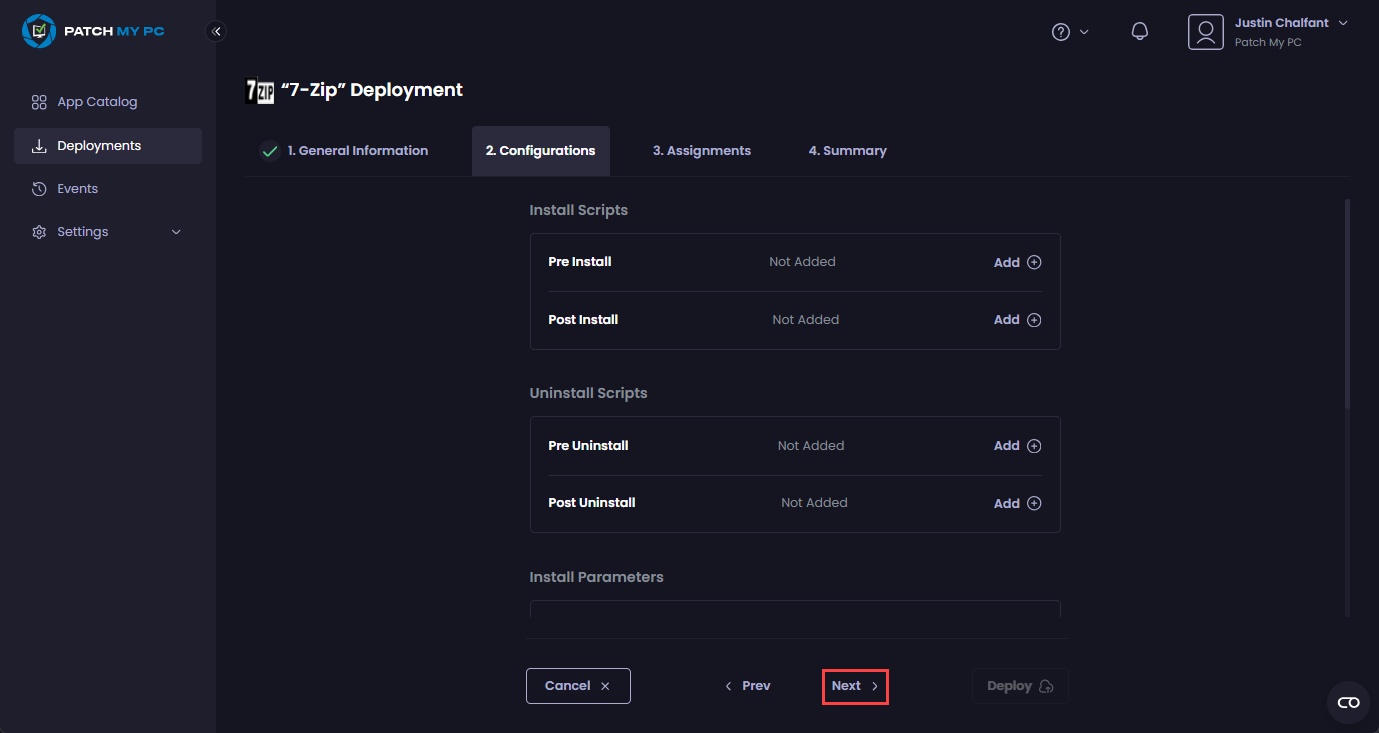 PATCH MY PC
Justin Chalfant
Patch My PC
App Catalog
Deployments
Events
Settings
7ZIP “7-Zip” Deployment
1. General Information
2. Configurations
3. Assignments
4. Summary
Install Scripts
Pre Install Not Added Add
Post Install Not Added Add
Uninstall Scripts
Pre Uninstall Not Added Add
Post Uninstall Not Added Add
Install Parameters
Cancel
Prev
Next
Deploy